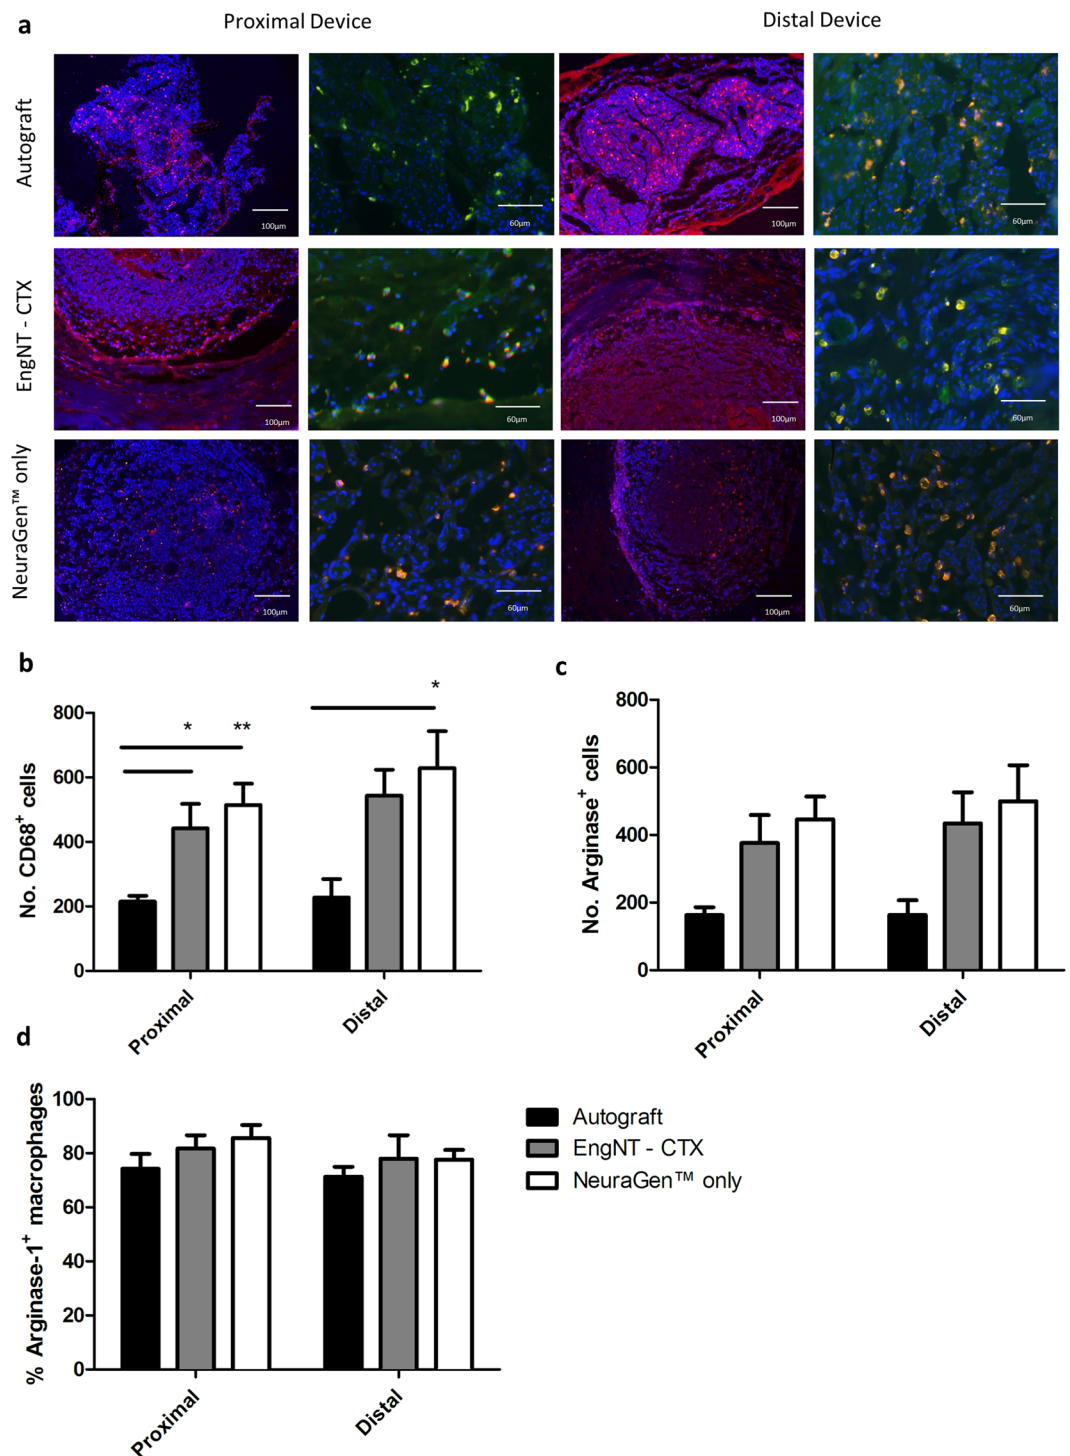 a
Proximal Device
Distal Device
Autograft
100µm
60µm
100µm
60µm
EngNT - CTX
100µm
60µm
100µm
60µm
NeuraGen™ only
100µm
60µm
100µm
60µm
b
No. CD68+ cells
800
600
400
200
0
*
**
*
Proximal
Distal
c
No. Arginase+ cells
800
600
400
200
0
Proximal
Distal
d
% Arginase-1+ macrophages
100
80
60
40
20
0
Proximal
Distal
Autograft
EngNT - CTX
NeuraGen™ only